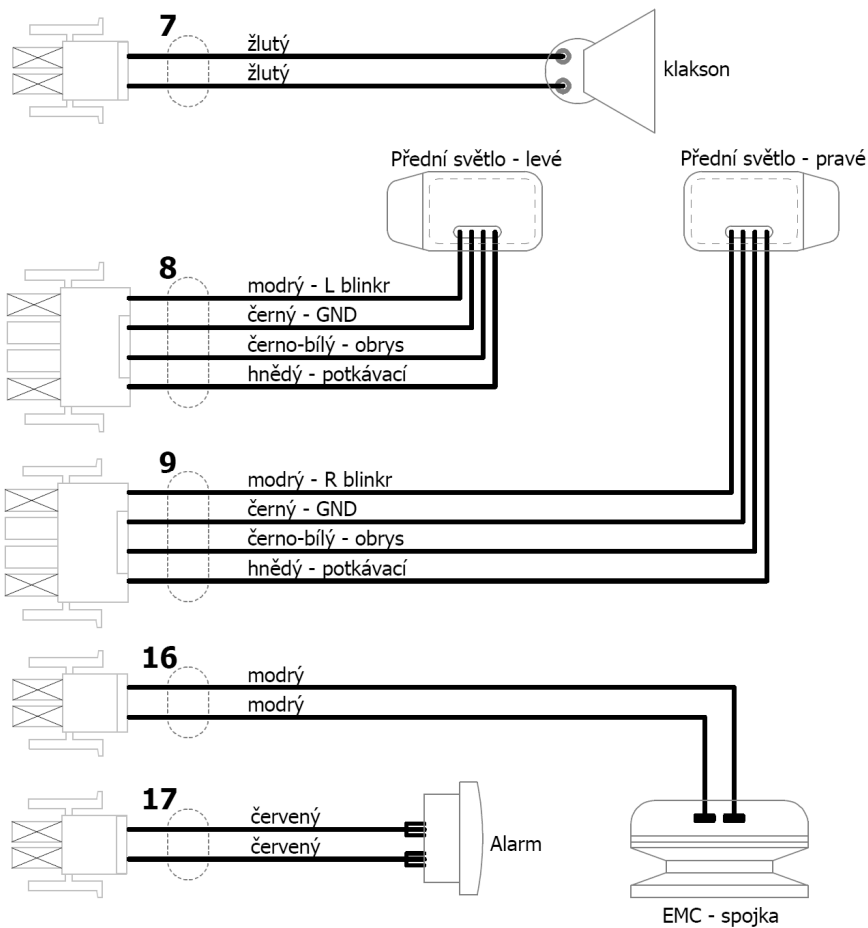 7
žlutý
žlutý
klakson
Přední světlo - levé
Přední světlo - pravé
8
modrý - L blinkr
černý - GND
černo-bílý - obrys
hnědý - potkávací
9
modrý - R blinkr
černý - GND
černo-bílý - obrys
hnědý - potkávací
16
modrý
modrý
17
červený
červený
Alarm
EMC - spojka